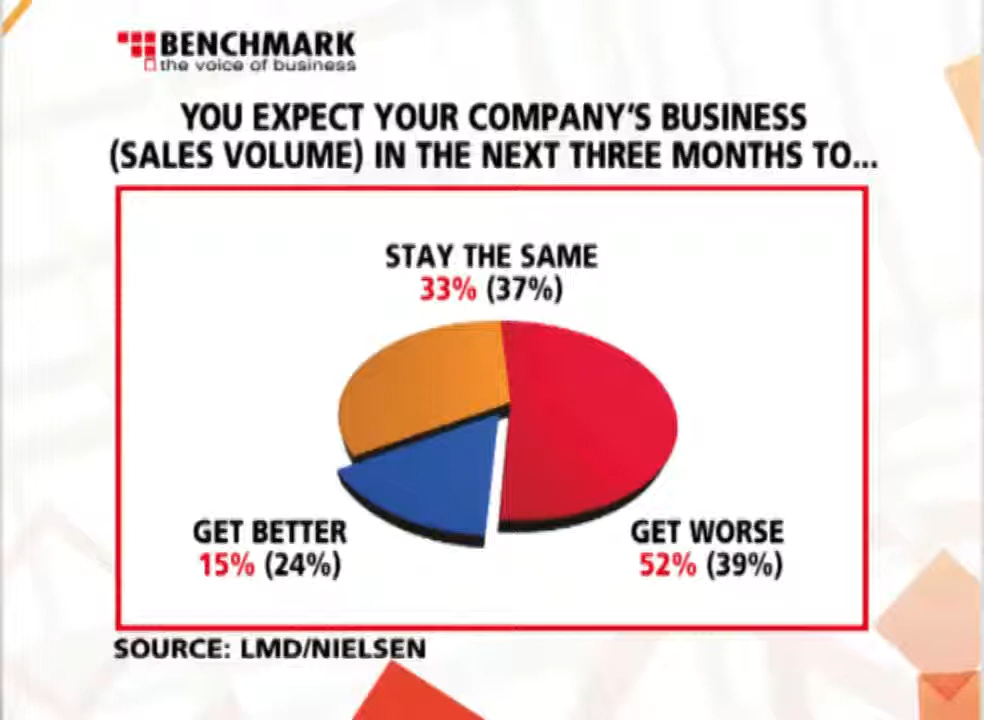 BENCHMARK
the voice of business
YOU EXPECT YOUR COMPANY'S BUSINESS
(SALES VOLUME) IN THE NEXT THREE MONTHS TO...
STAY THE SAME
33% (37%)
GET BETTER
15% (24%)
GET WORSE
52% (39%)
SOURCE: LMD/NIELSEN